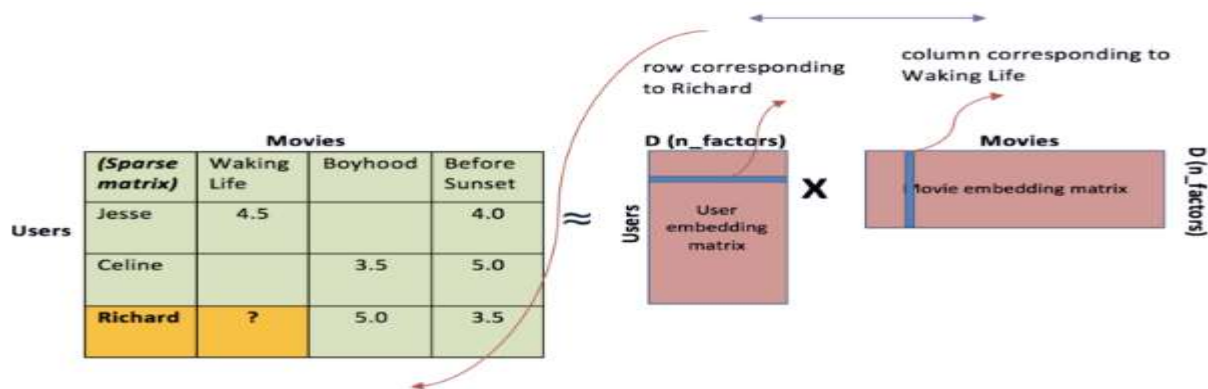 row corresponding
to Richard
column corresponding to
Waking Life
Movies
(Sparse matrix) Waking Life Boyhood Before Sunset
Jesse 4.5 4.0
Celine 3.5 5.0
Richard ? 5.0 3.5
Users
≈
D (n_factors)
Users
User
embedding
matrix
X
Movies
Movie embedding matrix
D (n_factors)